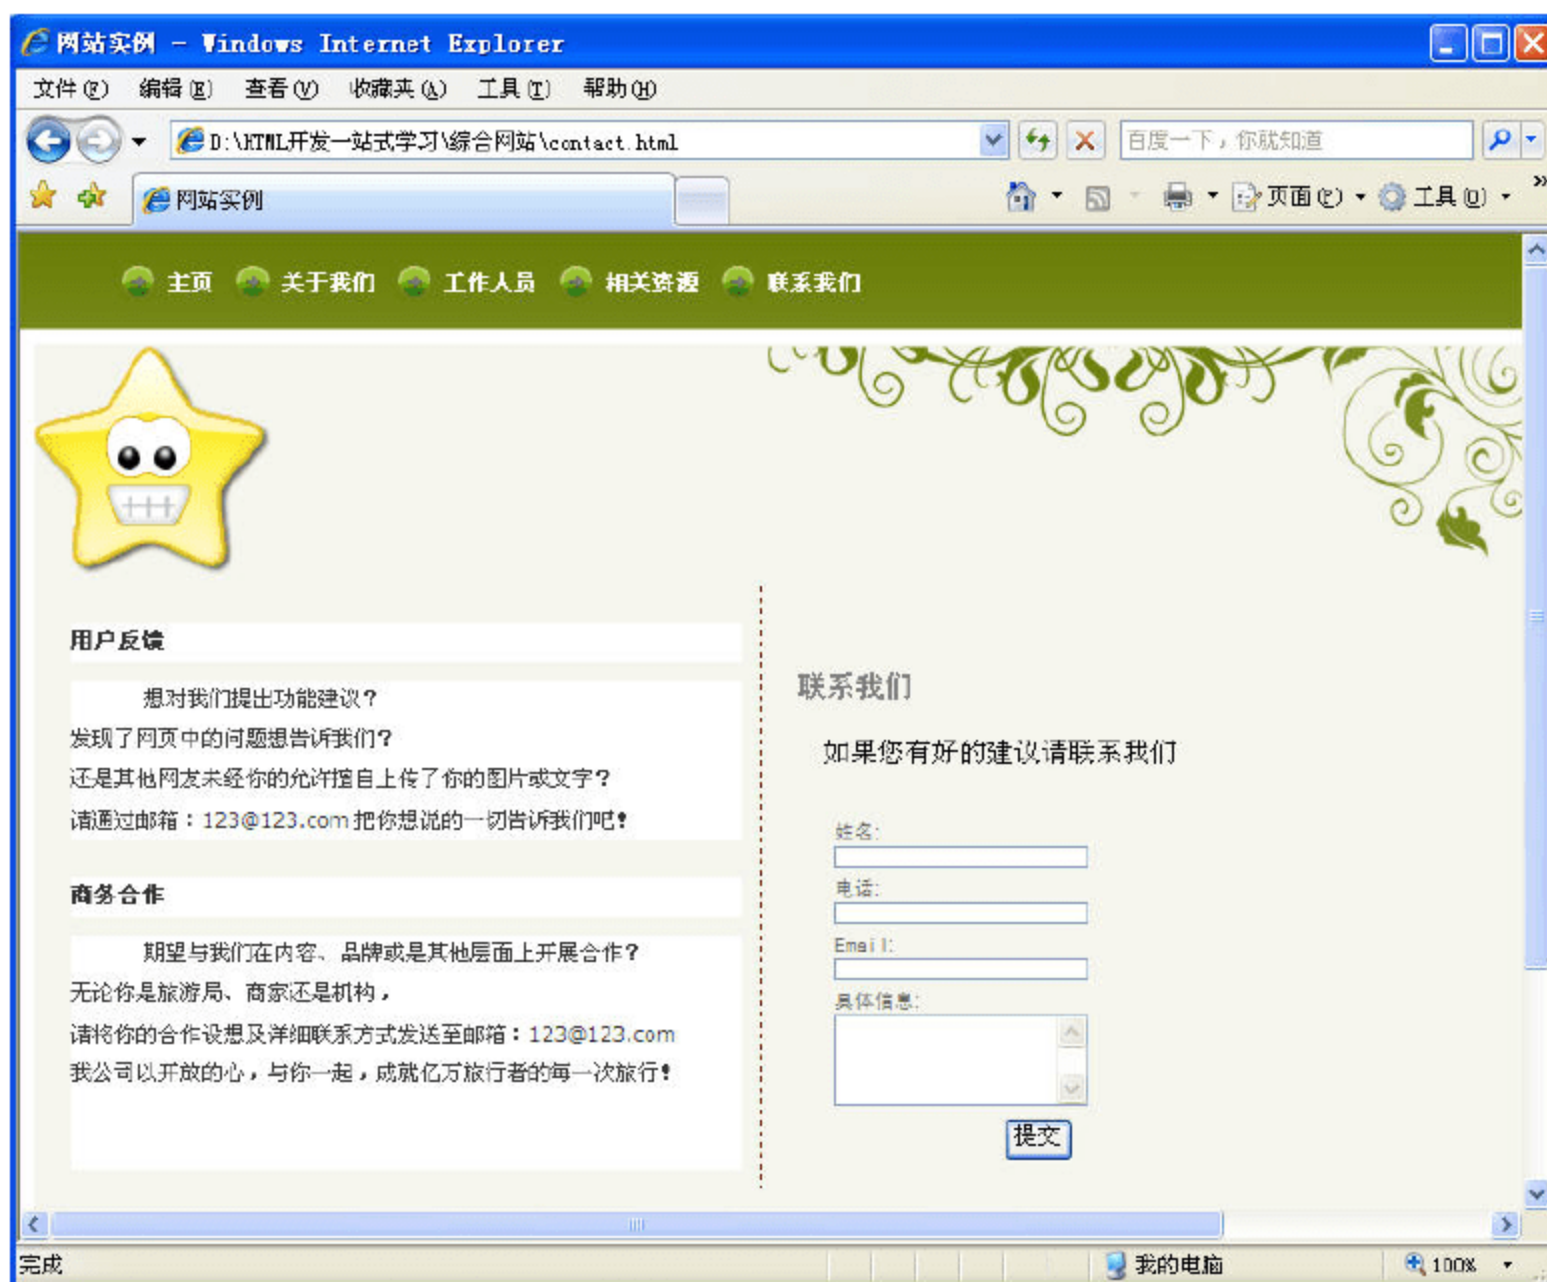 网站实例 - Windows Internet Explorer
文件(F) 编辑(E) 查看(V) 收藏夹(A) 工具(T) 帮助(H)
D:\HTML开发一站式学习\综合网站\contact.html 百度一下，你就知道
网站实例 页面(P) 工具(O) »
主页 关于我们 工作人员 相关资源 联系我们
用户反馈
想对我们提出功能建议？
发现了网页中的问题想告诉我们？
还是其他网友未经你的允许擅自上传了你的图片或文字？
请通过邮箱：123@123.com 把你想说的一切告诉我们吧！
商务合作
期望与我们在内容、品牌或是其他层面上开展合作？
无论你是旅游局、商家还是机构，
请将你的合作设想及详细联系方式发送至邮箱：123@123.com
我公司以开放的心，与你一起，成就亿万旅行者的每一次旅行！
联系我们
如果您有好的建议请联系我们
姓名:
电话:
Email:
具体信息:
提交
完成 我的电脑 100%